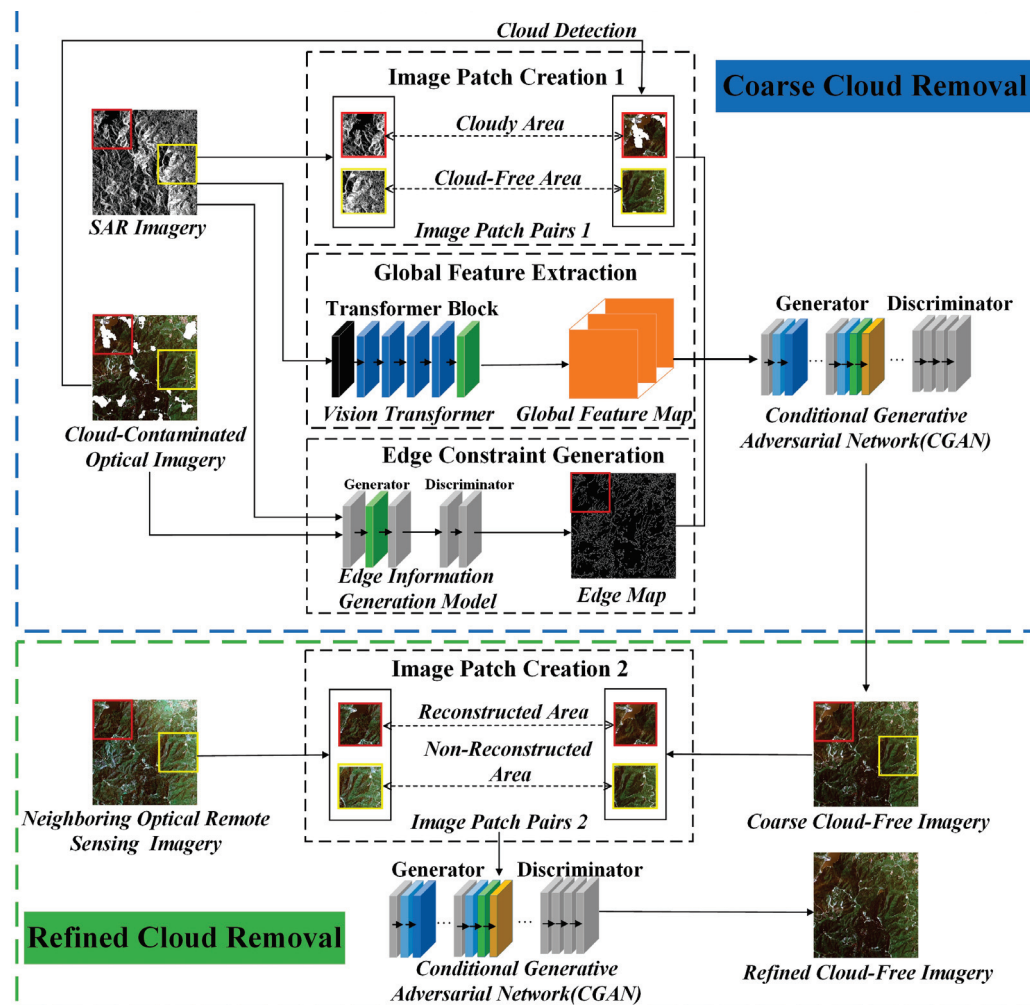 Cloud Detection
Image Patch Creation 1
Coarse Cloud Removal
Cloudy Area
Cloud-Free Area
SAR Imagery
Image Patch Pairs 1
Global Feature Extraction
Transformer Block
Generator
Discriminator
Vision Transformer
Global Feature Map
Cloud-Contaminated
Optical Imagery
Conditional Generative
Adversarial Network(CGAN)
Edge Constraint Generation
Generator
Discriminator
Edge Information
Generation Model
Edge Map
Image Patch Creation 2
Reconstructed Area
Non-Reconstructed
Area
Neighboring Optical Remote
Sensing Imagery
Image Patch Pairs 2
Coarse Cloud-Free Imagery
Generator
Discriminator
Refined Cloud Removal
Conditional Generative
Adversarial Network(CGAN)
Refined Cloud-Free Imagery